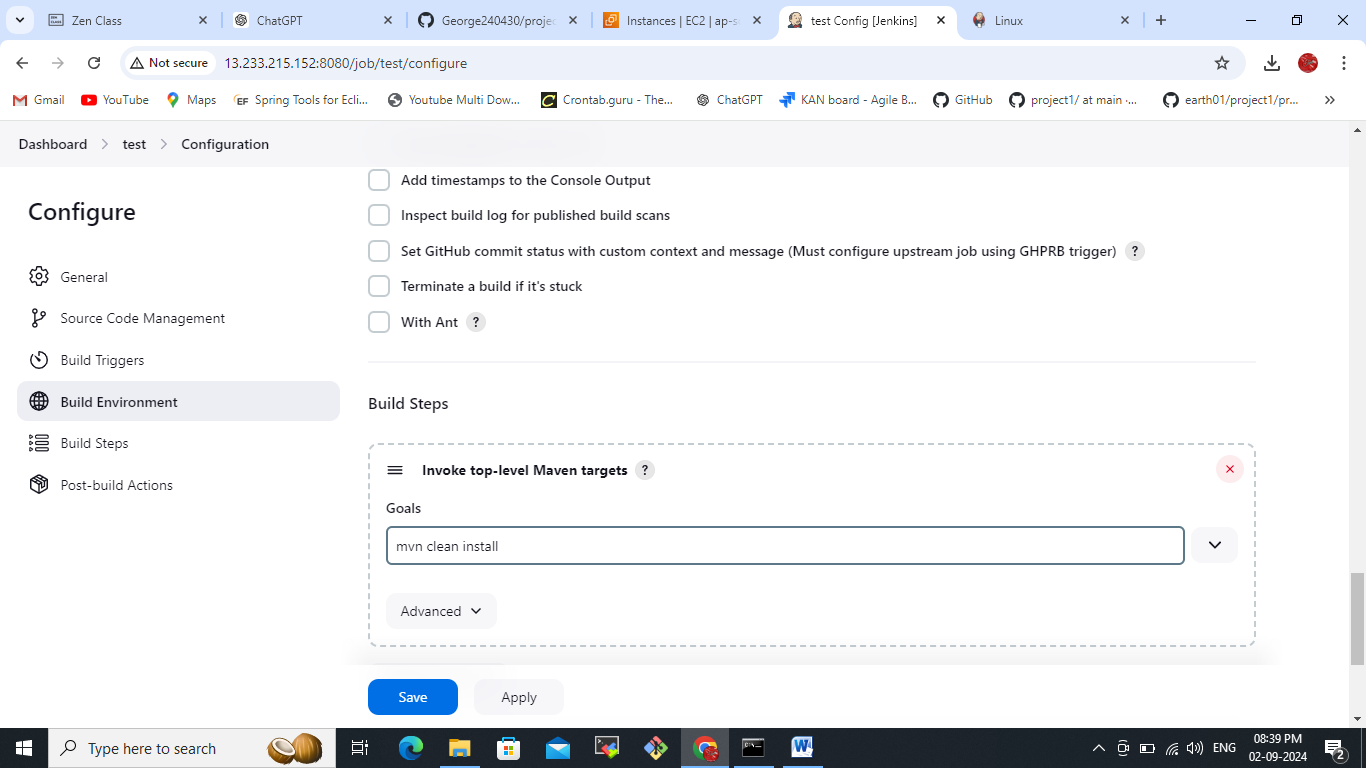 Zen Class
ChatGPT
George240430/projec
Instances | EC2 | ap-s
test Config [Jenkins]
Linux
Not secure
13.233.215.152:8080/job/test/configure
Gmail
YouTube
Maps
Spring Tools for Ecli...
Youtube Multi Dow...
Crontab.guru - The...
ChatGPT
KAN board - Agile B...
GitHub
project1/ at main ·...
earth01/project1/pr...
Dashboard
test
Configuration
Configure
General
Source Code Management
Build Triggers
Build Environment
Build Steps
Post-build Actions
Add timestamps to the Console Output
Inspect build log for published build scans
Set GitHub commit status with custom context and message (Must configure upstream job using GHPRB trigger) ?
Terminate a build if it's stuck
With Ant ?
Build Steps
Invoke top-level Maven targets ?
Goals
mvn clean install
Advanced
Save
Apply
Type here to search
ENG
08:39 PM
02-09-2024
2